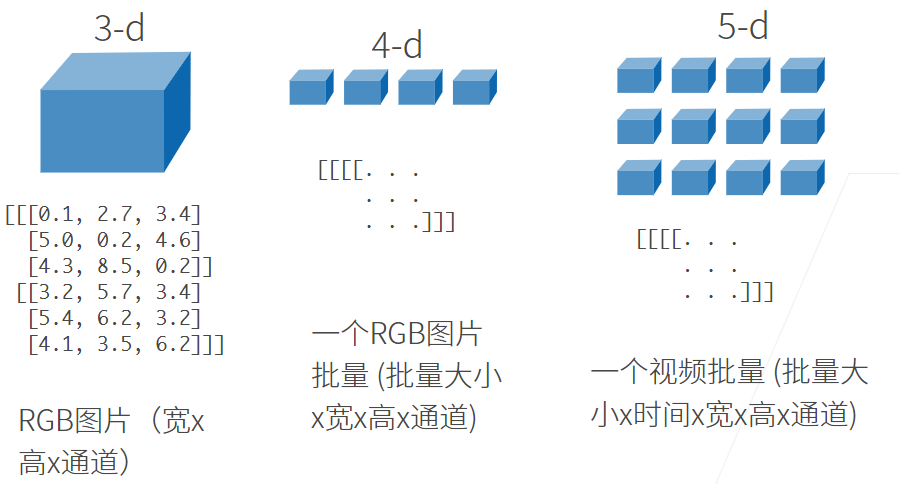 3-d
[[[0.1, 2.7, 3.4]
[5.0, 0.2, 4.6]
[4.3, 8.5, 0.2]]
[[3.2, 5.7, 3.4]
[5.4, 6.2, 3.2]
[4.1, 3.5, 6.2]]]
RGB图片（宽x
高x通道）
4-d
[[[[. . .
. . .
. . .]]]
一个RGB图片
批量 (批量大小
x宽x高x通道)
5-d
[[[[. . .
. . .
. . .]]]
一个视频批量 (批量大
小x时间x宽x高x通道)